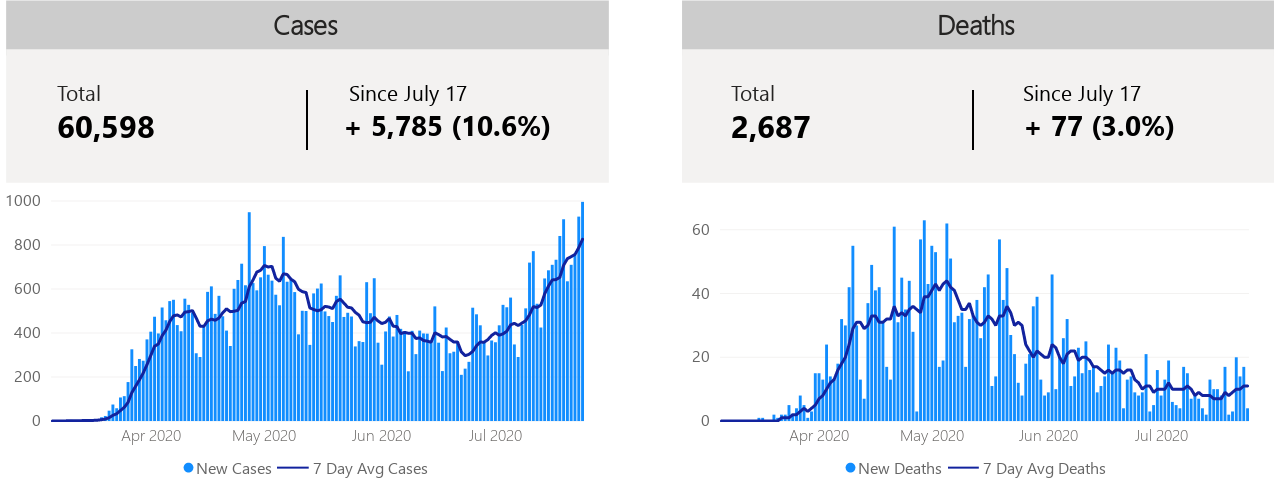 Cases
Total
Since July 17
60,598
+ 5,785 (10.6%)
1000
800
600
400
200
0
Apr 2020
May 2020
Jun 2020
Jul 2020
New Cases
7 Day Avg Cases
Deaths
Total
Since July 17
2,687
+ 77 (3.0%)
60
40
20
0
Apr 2020
May 2020
Jun 2020
Jul 2020
New Deaths
7 Day Avg Deaths